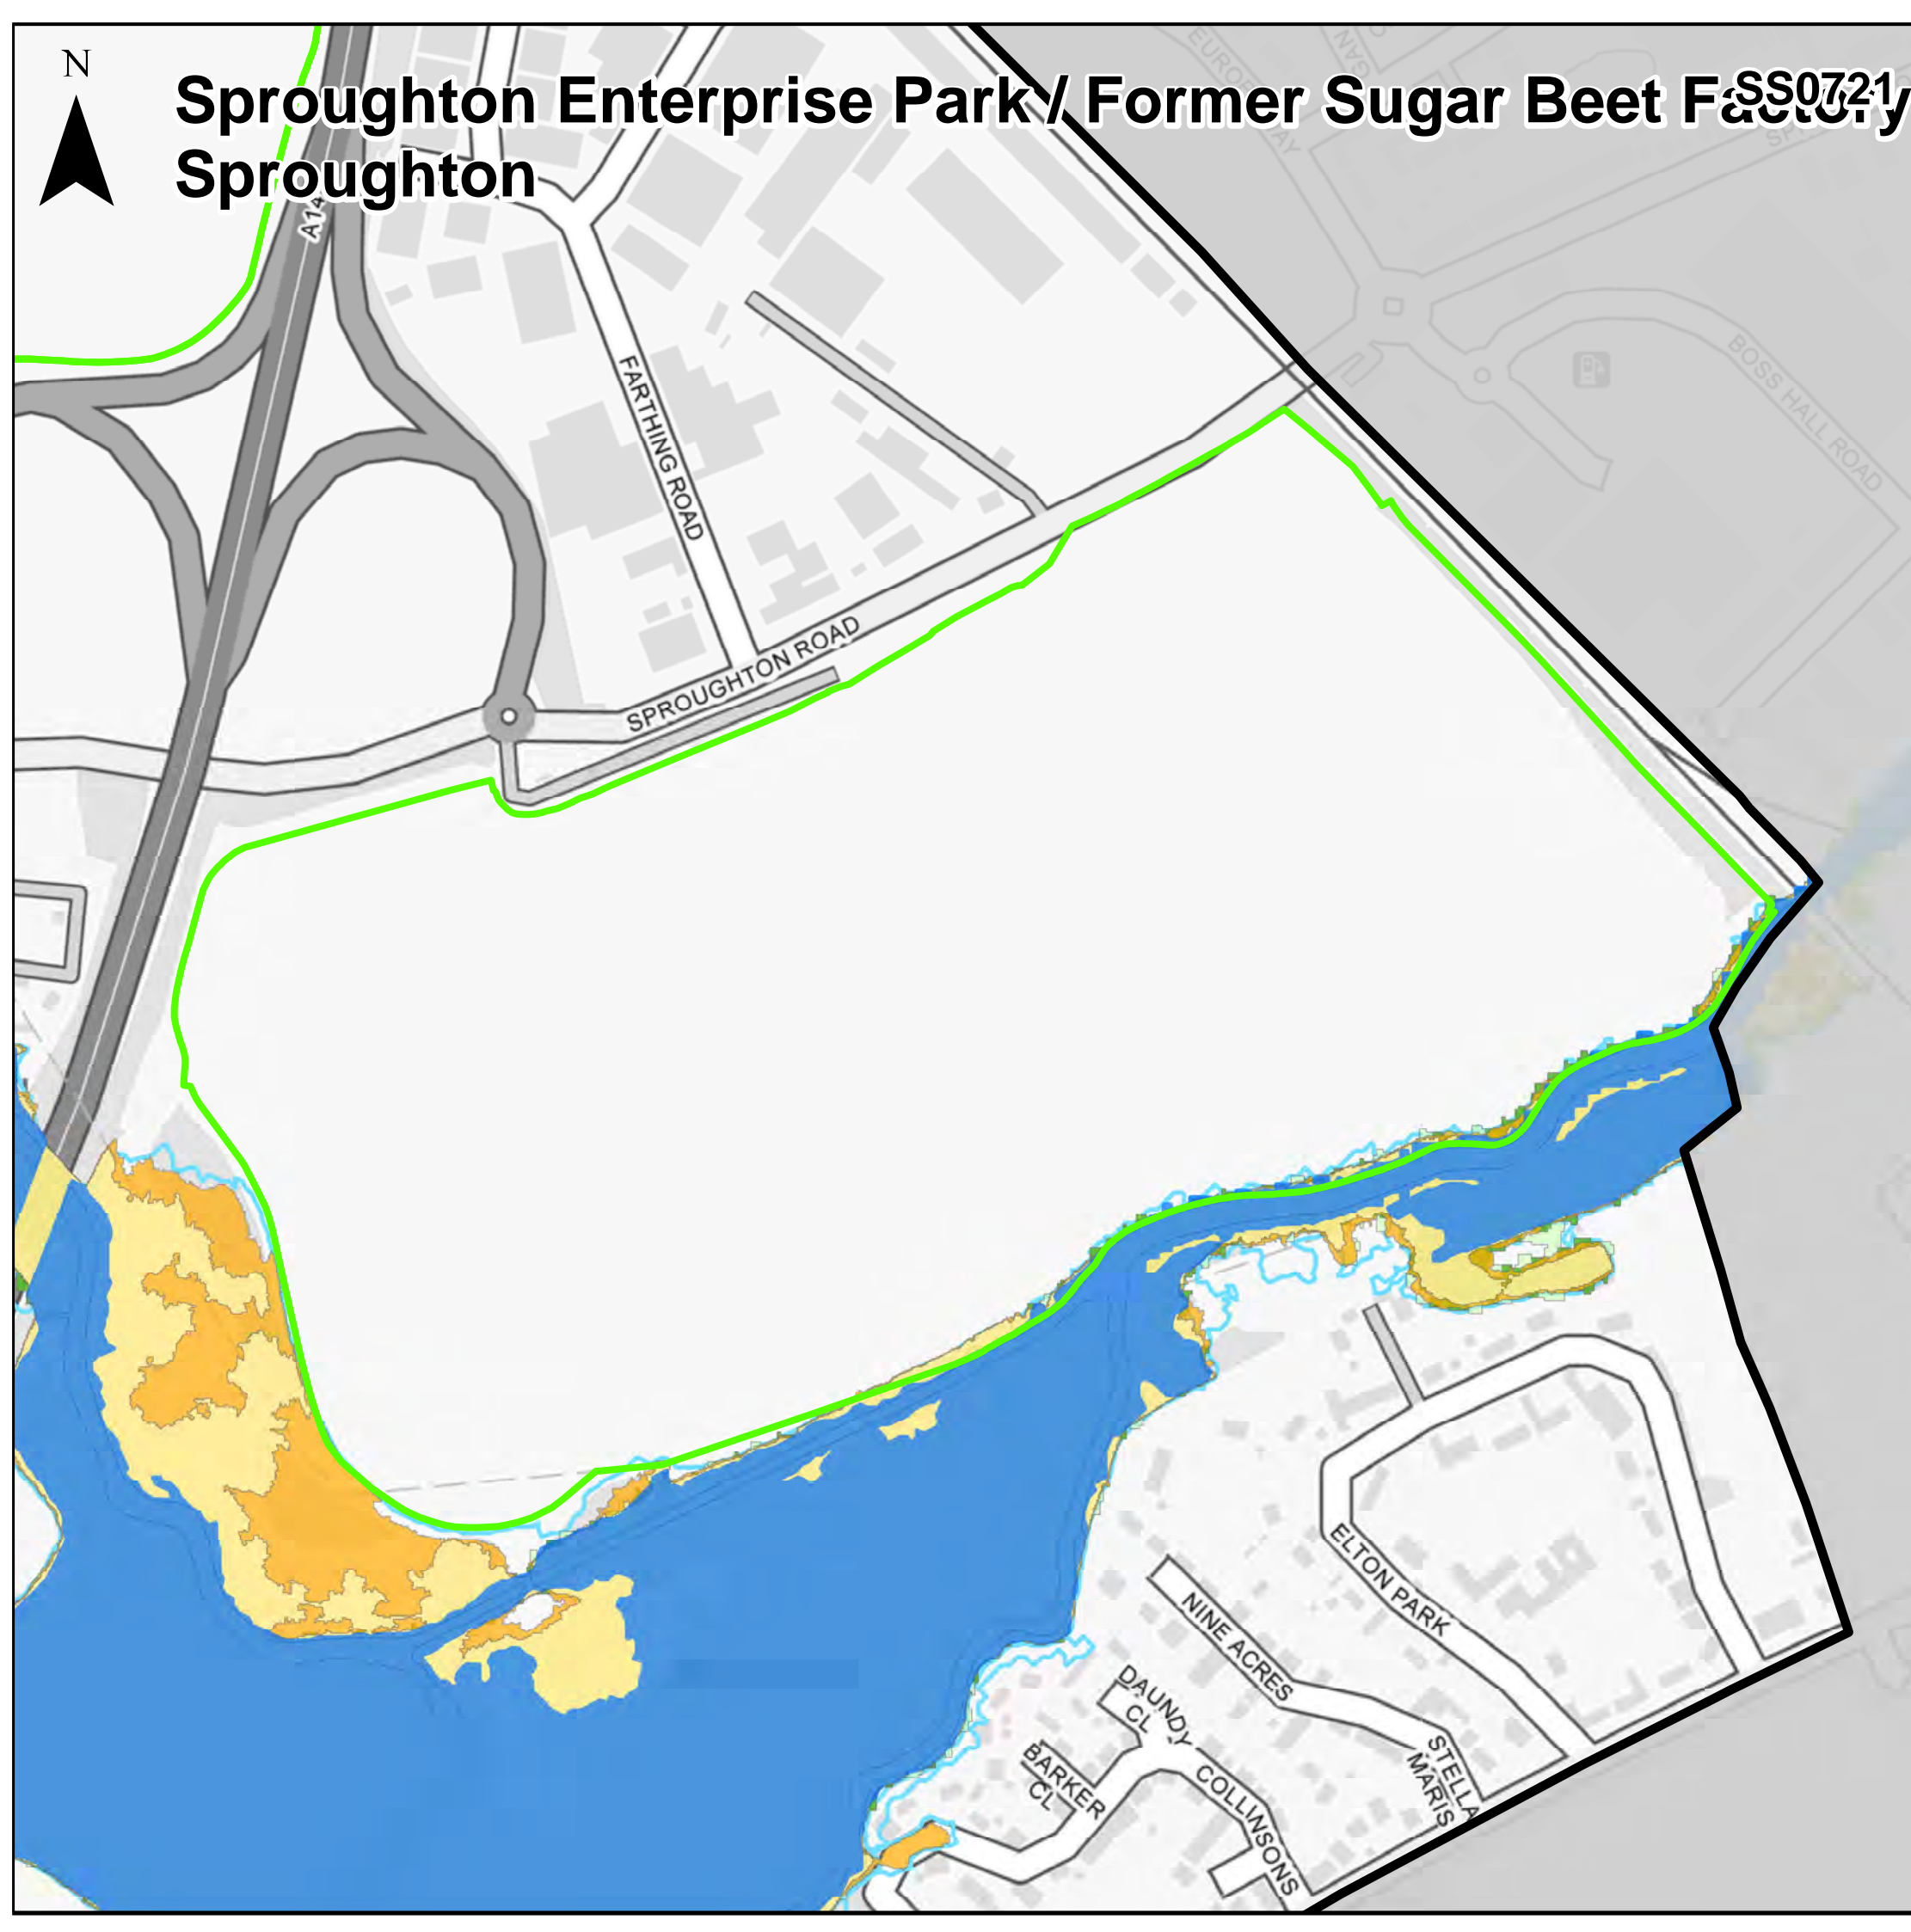 N
Sproughton Enterprise Park / Former Sugar Beet Factory
SS0721
Sproughton
A14
FARTHING ROAD
SPROUGHTON ROAD
BOSS HALL ROAD
ELTON PARK
NINE ACRES
DAUNDY
CL
BARKER
CL
COLLINSONS
STELLA
MARIS